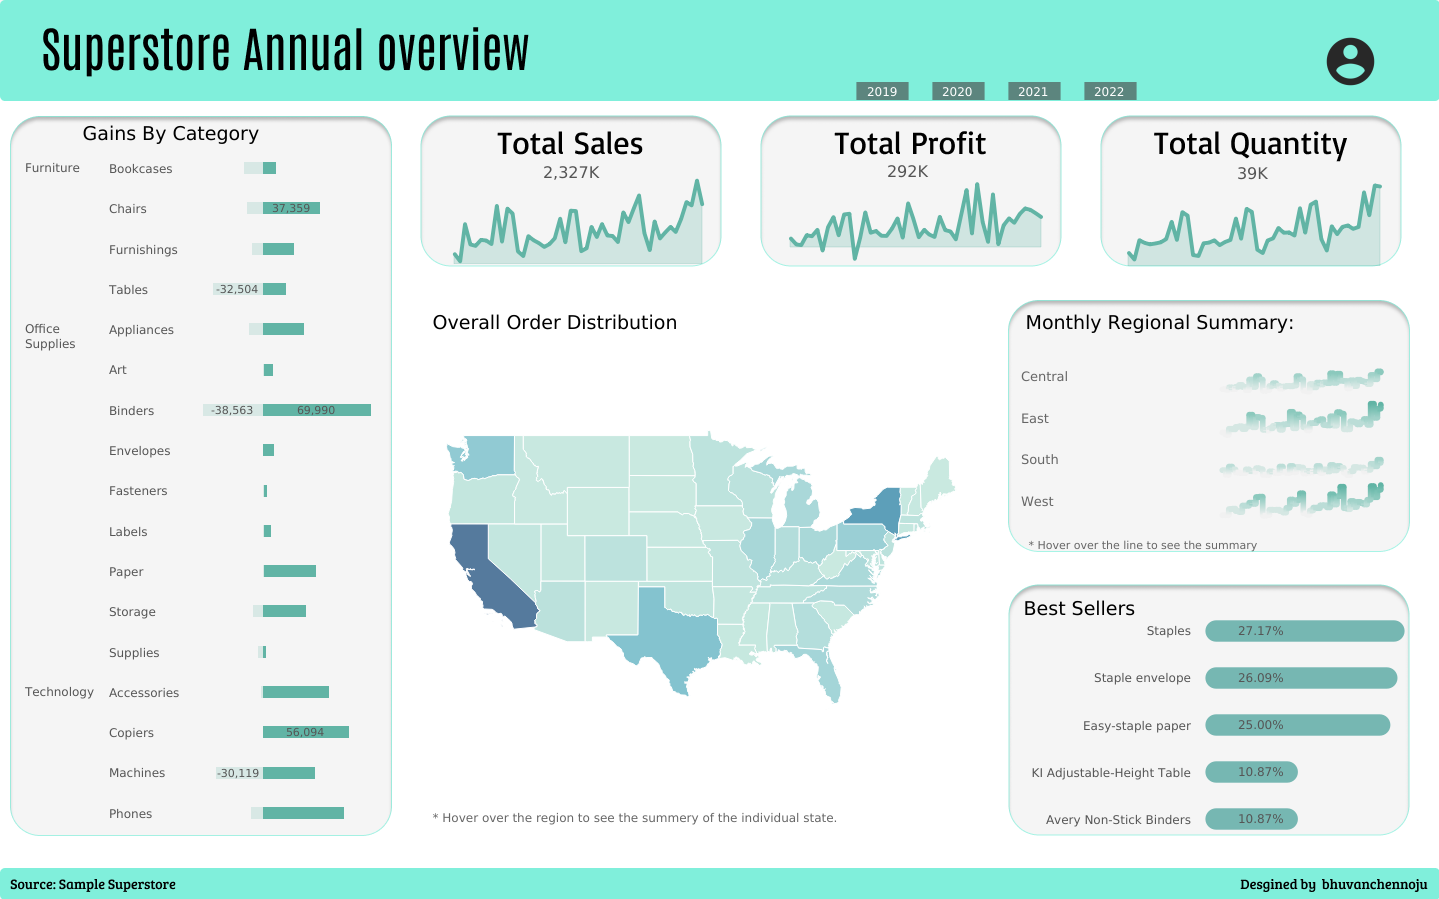 Superstore Annual overview
2019 2020 2021 2022
Gains By Category
Furniture Bookcases
Chairs 37,359
Furnishings
Tables -32,504
Office Supplies Appliances
Art
Binders -38,563 69,990
Envelopes
Fasteners
Labels
Paper
Storage
Supplies
Technology Accessories
Copiers 56,094
Machines -30,119
Phones
Total Sales
2,327K
Total Profit
292K
Total Quantity
39K
Overall Order Distribution
* Hover over the region to see the summery of the individual state.
Monthly Regional Summary:
Central
East
South
West
* Hover over the line to see the summary
Best Sellers
Staples 27.17%
Staple envelope 26.09%
Easy-staple paper 25.00%
KI Adjustable-Height Table 10.87%
Avery Non-Stick Binders 10.87%
Source: Sample Superstore
Desgined by bhuvanchennoju